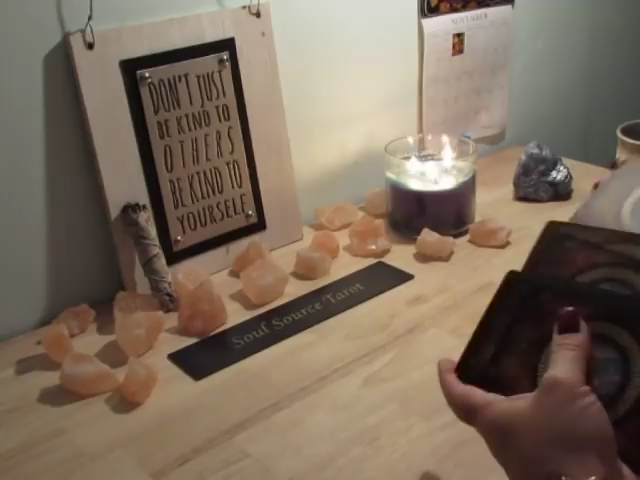 DON'T JUST
BE KIND TO
OTHERS
BE KIND TO
YOURSELF
Soul Source Tarot
NOVEMBER